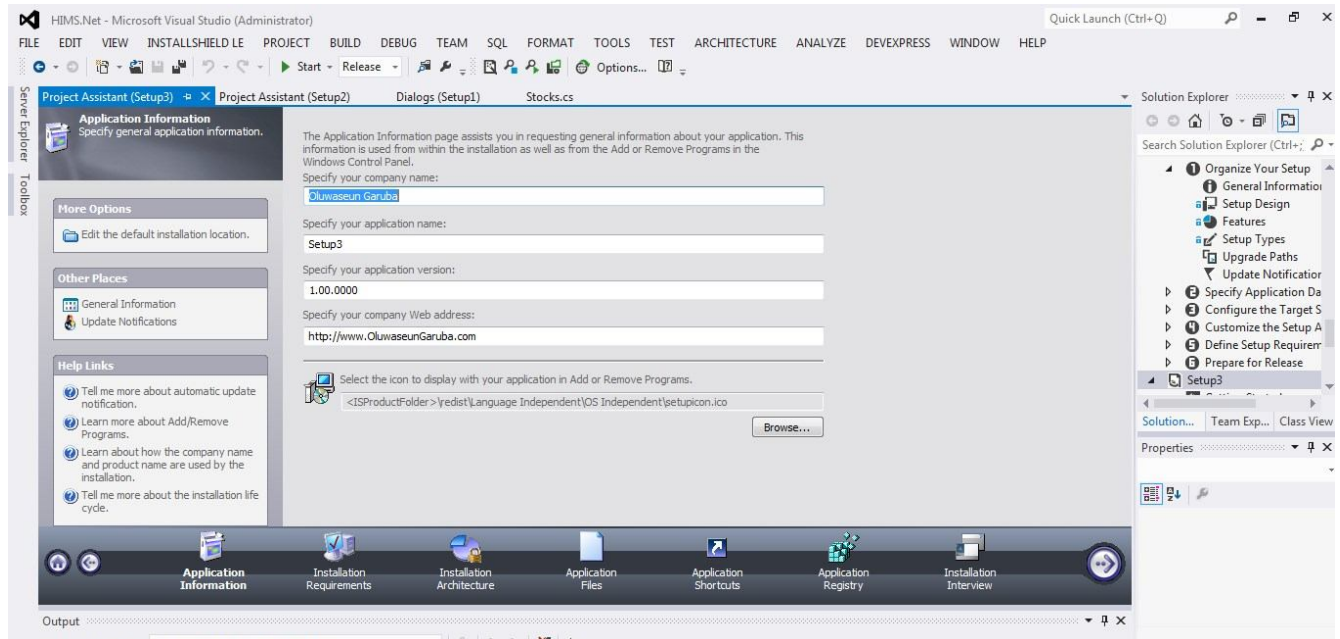 HIMS.Net - Microsoft Visual Studio (Administrator)
Quick Launch (Ctrl+Q)
FILE EDIT VIEW INSTALLSHIELD LE PROJECT BUILD DEBUG TEAM SQL FORMAT TOOLS TEST ARCHITECTURE ANALYZE DEVEXPRESS WINDOW HELP
Start Release Options...
Server Explorer
Toolbox
Project Assistant (Setup3) Project Assistant (Setup2) Dialogs (Setup1) Stocks.cs
Application Information
Specify general application information.
More Options
Edit the default installation location.
Other Places
General Information
Update Notifications
Help Links
Tell me more about automatic update
notification.
Learn more about Add/Remove
Programs.
Learn about how the company name
and product name are used by the
installation.
Tell me more about the installation life
cycle.
The Application Information page assists you in requesting general information about your application. This
information is used from within the installation as well as from the Add or Remove Programs in the
Windows Control Panel.
Specify your company name:
Oluwaseun Garuba
Specify your application name:
Setup3
Specify your application version:
1.00.0000
Specify your company Web address:
http://www.OluwaseunGaruba.com
Select the icon to display with your application in Add or Remove Programs.
<ISProductFolder>\redist\Language Independent\OS Independent\setupicon.ico
Browse...
Application
Information
Installation
Requirements
Installation
Architecture
Application
Files
Application
Shortcuts
Application
Registry
Installation
Interview
Output
Solution Explorer
Search Solution Explorer (Ctrl+;
1 Organize Your Setup
General Information
Setup Design
Features
Setup Types
Upgrade Paths
Update Notification
2 Specify Application Da
3 Configure the Target S
4 Customize the Setup A
5 Define Setup Requirem
6 Prepare for Release
Setup3
Solution... Team Exp... Class View
Properties